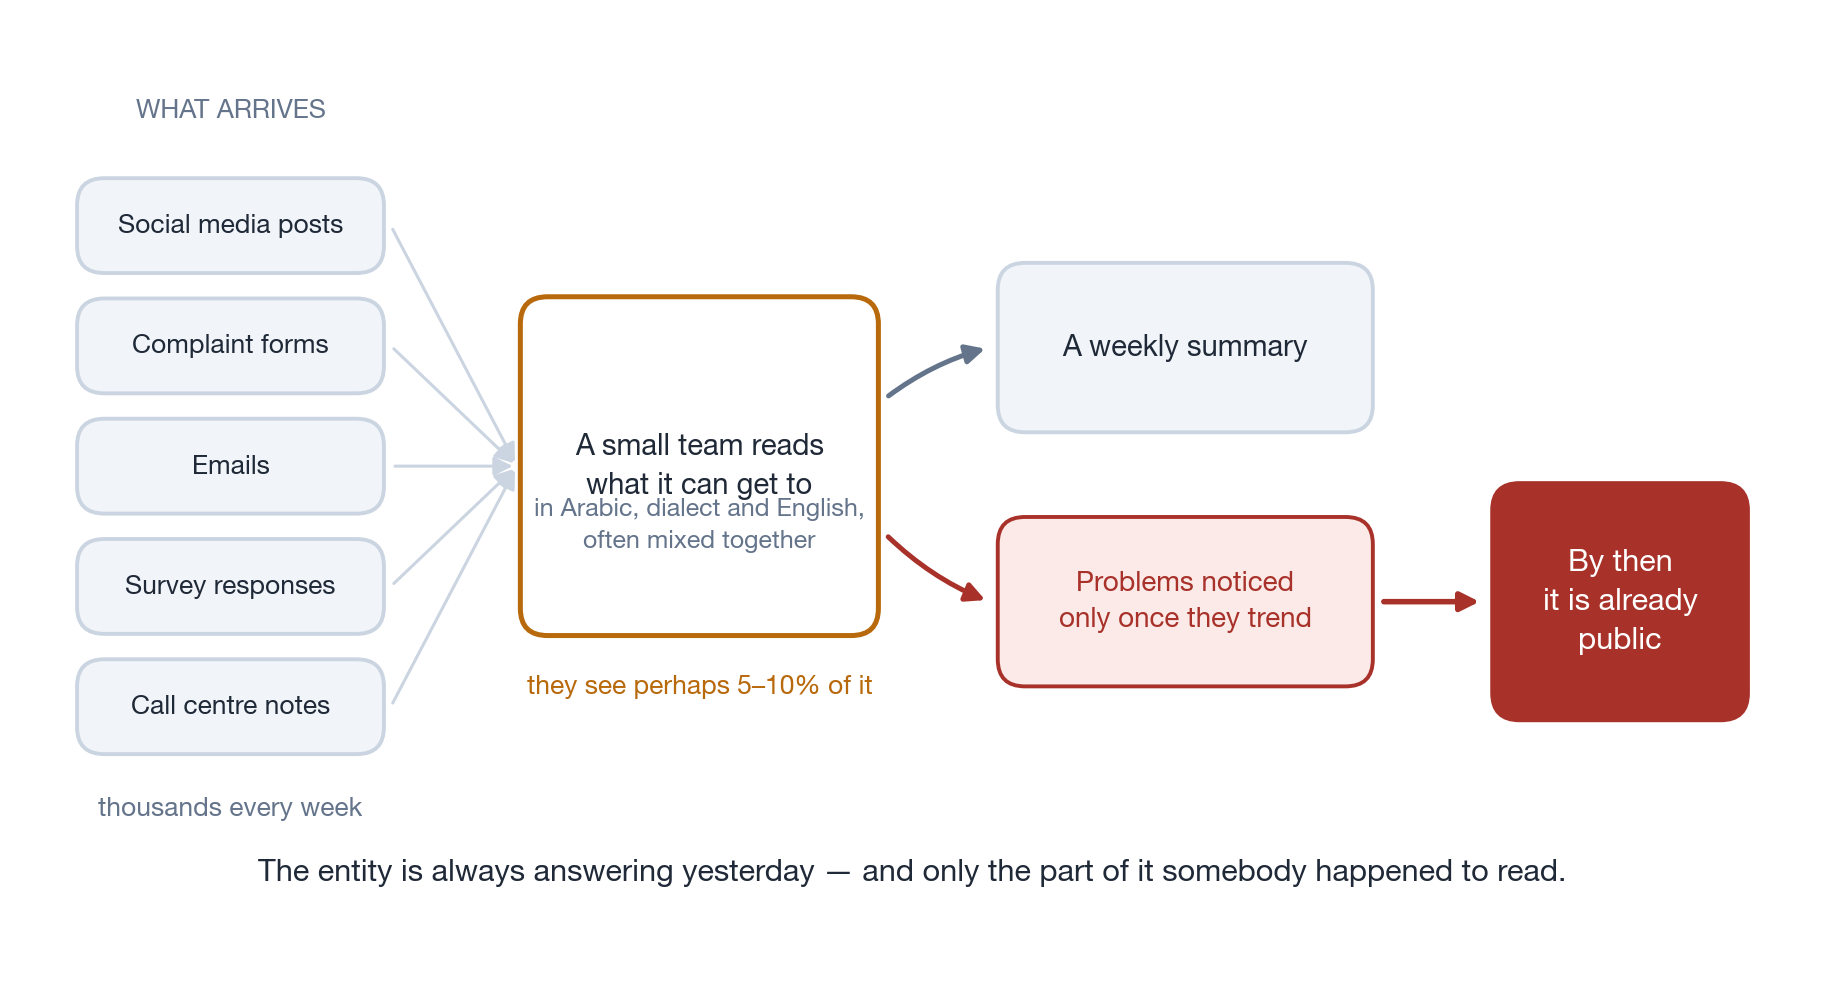 WHAT ARRIVES
Social media posts
Complaint forms
Emails
Survey responses
Call centre notes
thousands every week
A small team reads
what it can get to
in Arabic, dialect and English,
often mixed together
they see perhaps 5–10% of it
A weekly summary
Problems noticed
only once they trend
By then
it is already
public
The entity is always answering yesterday — and only the part of it somebody happened to read.